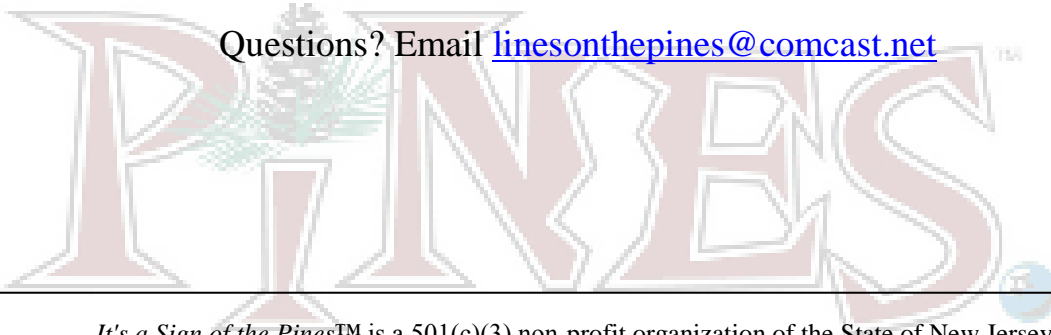 Questions? Email linesonthepines@comcast.net
PiNES
TM
It's a Sign of the Pines™ is a 501(c)(3) non-profit organization of the State of New Jersey